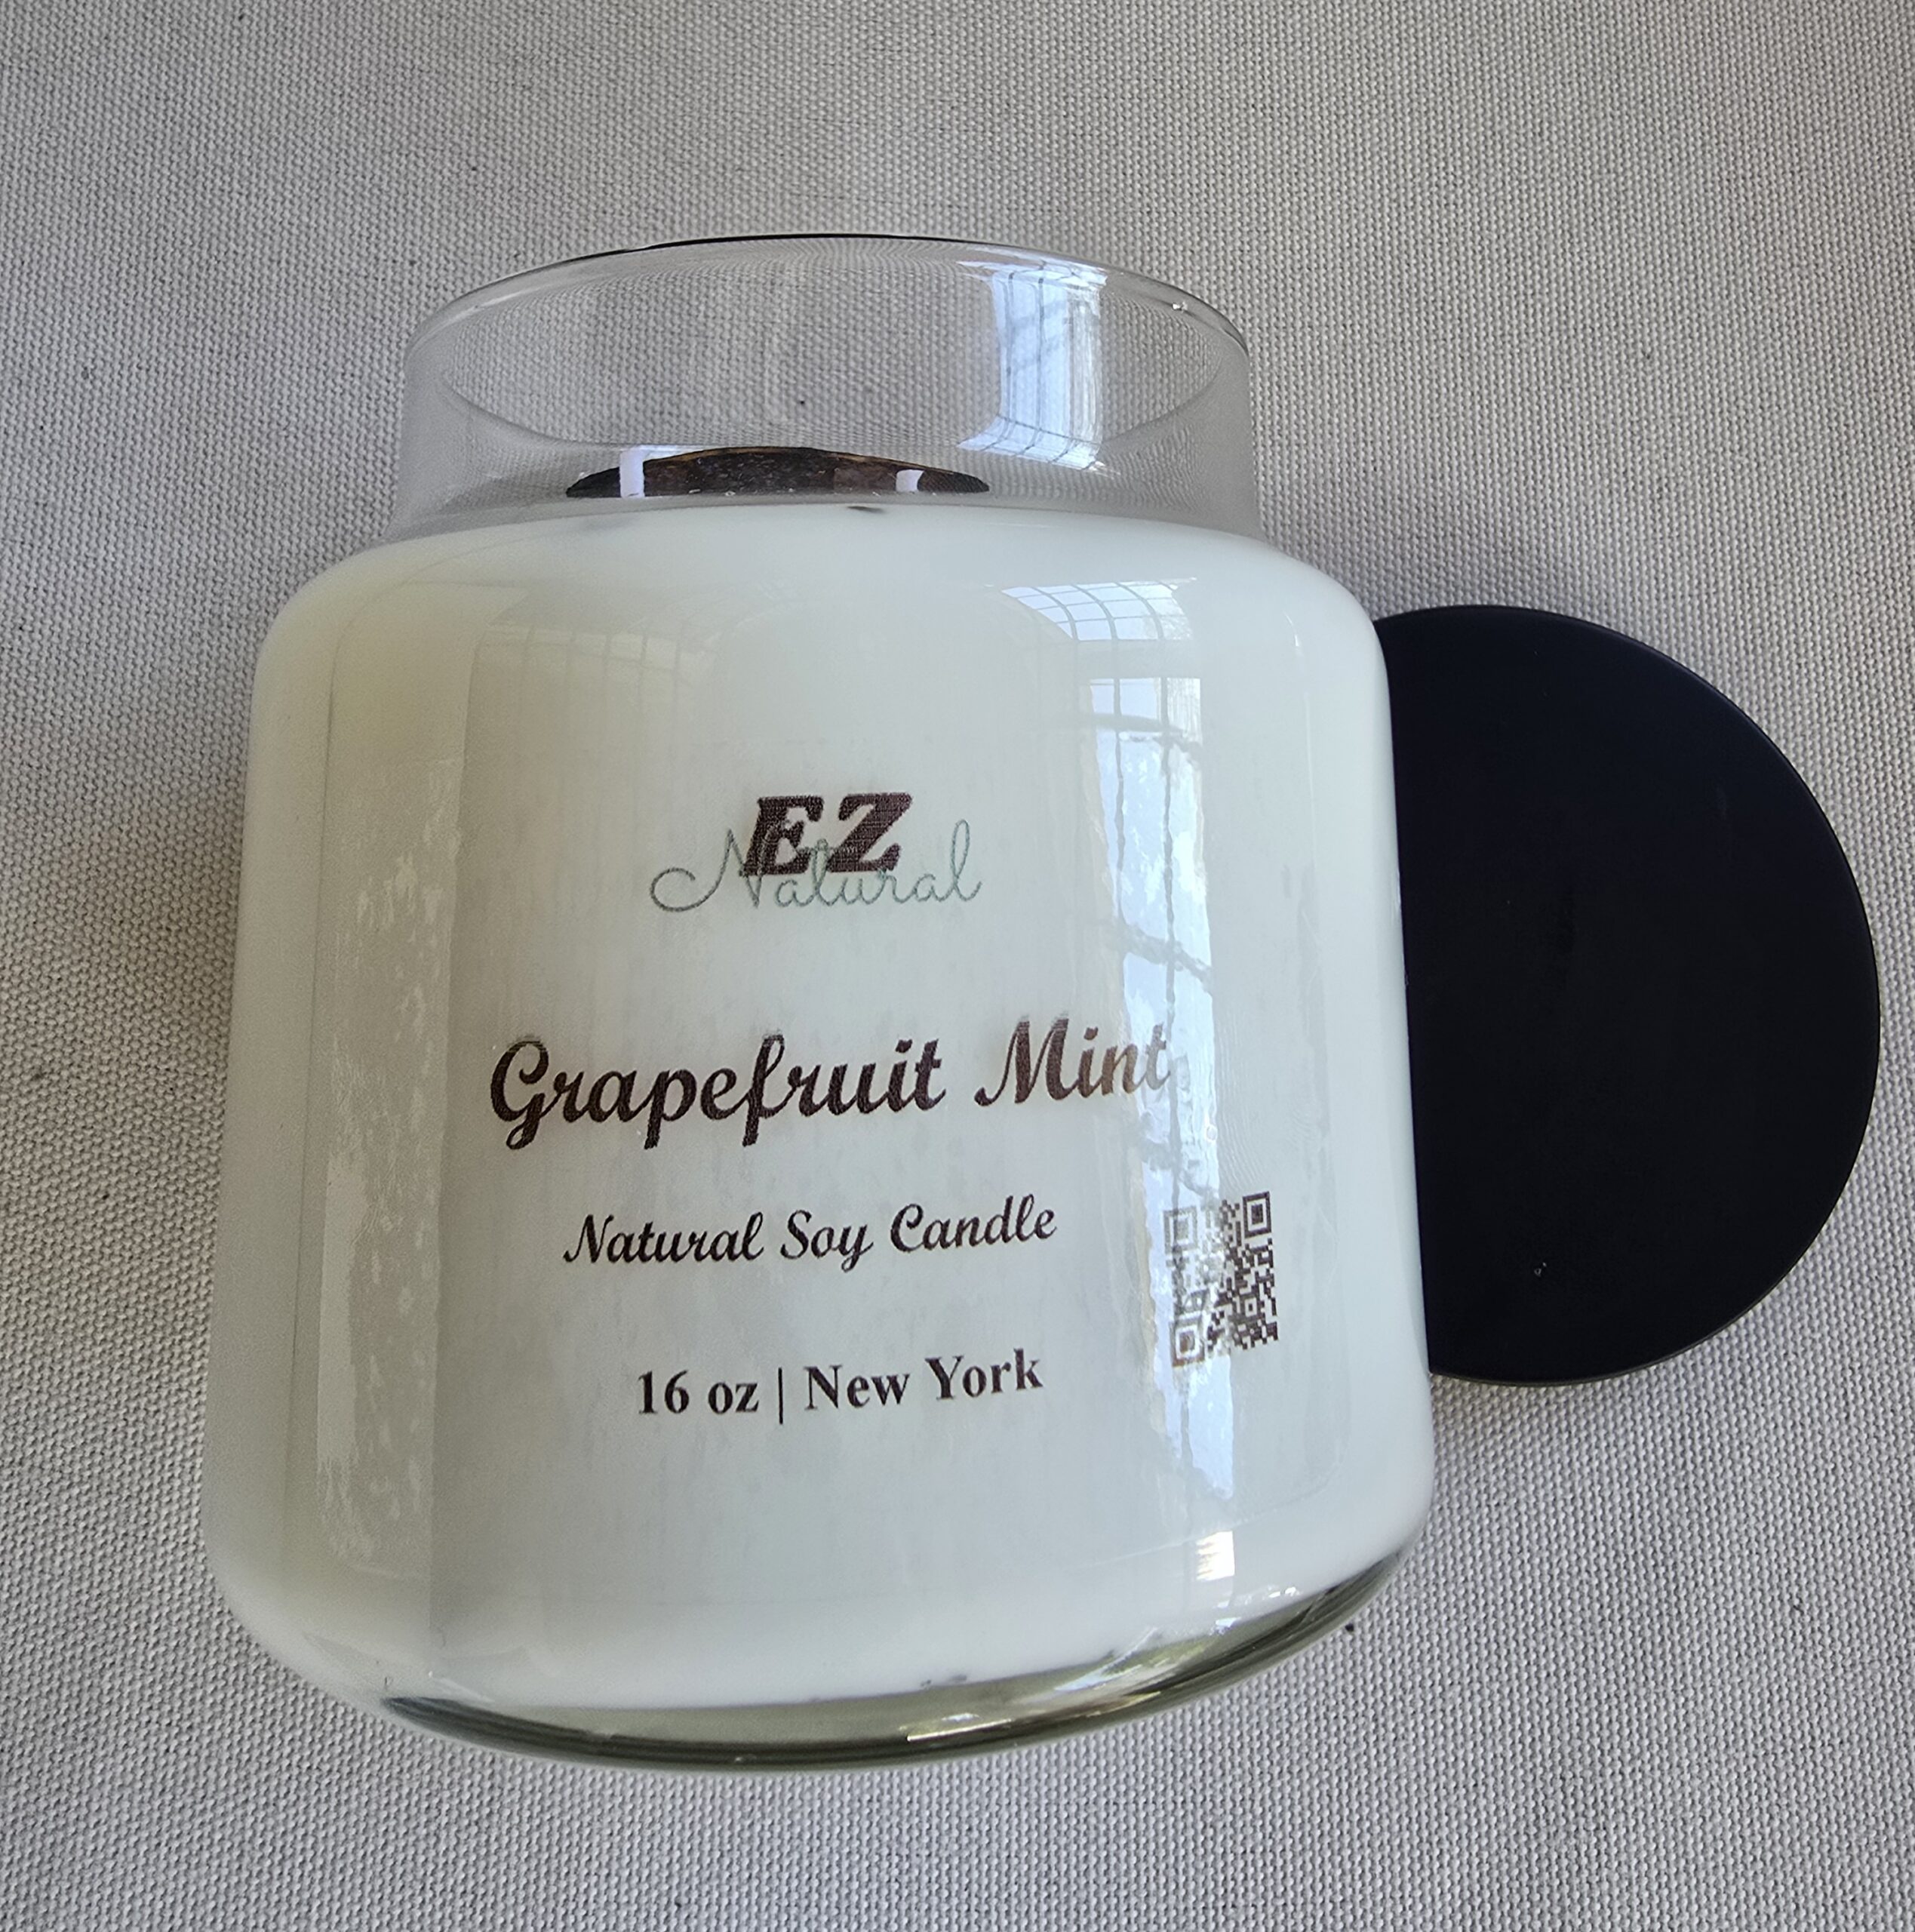 EZ
Natural
Grapefruit Mint
Natural Soy Candle
16 oz | New York